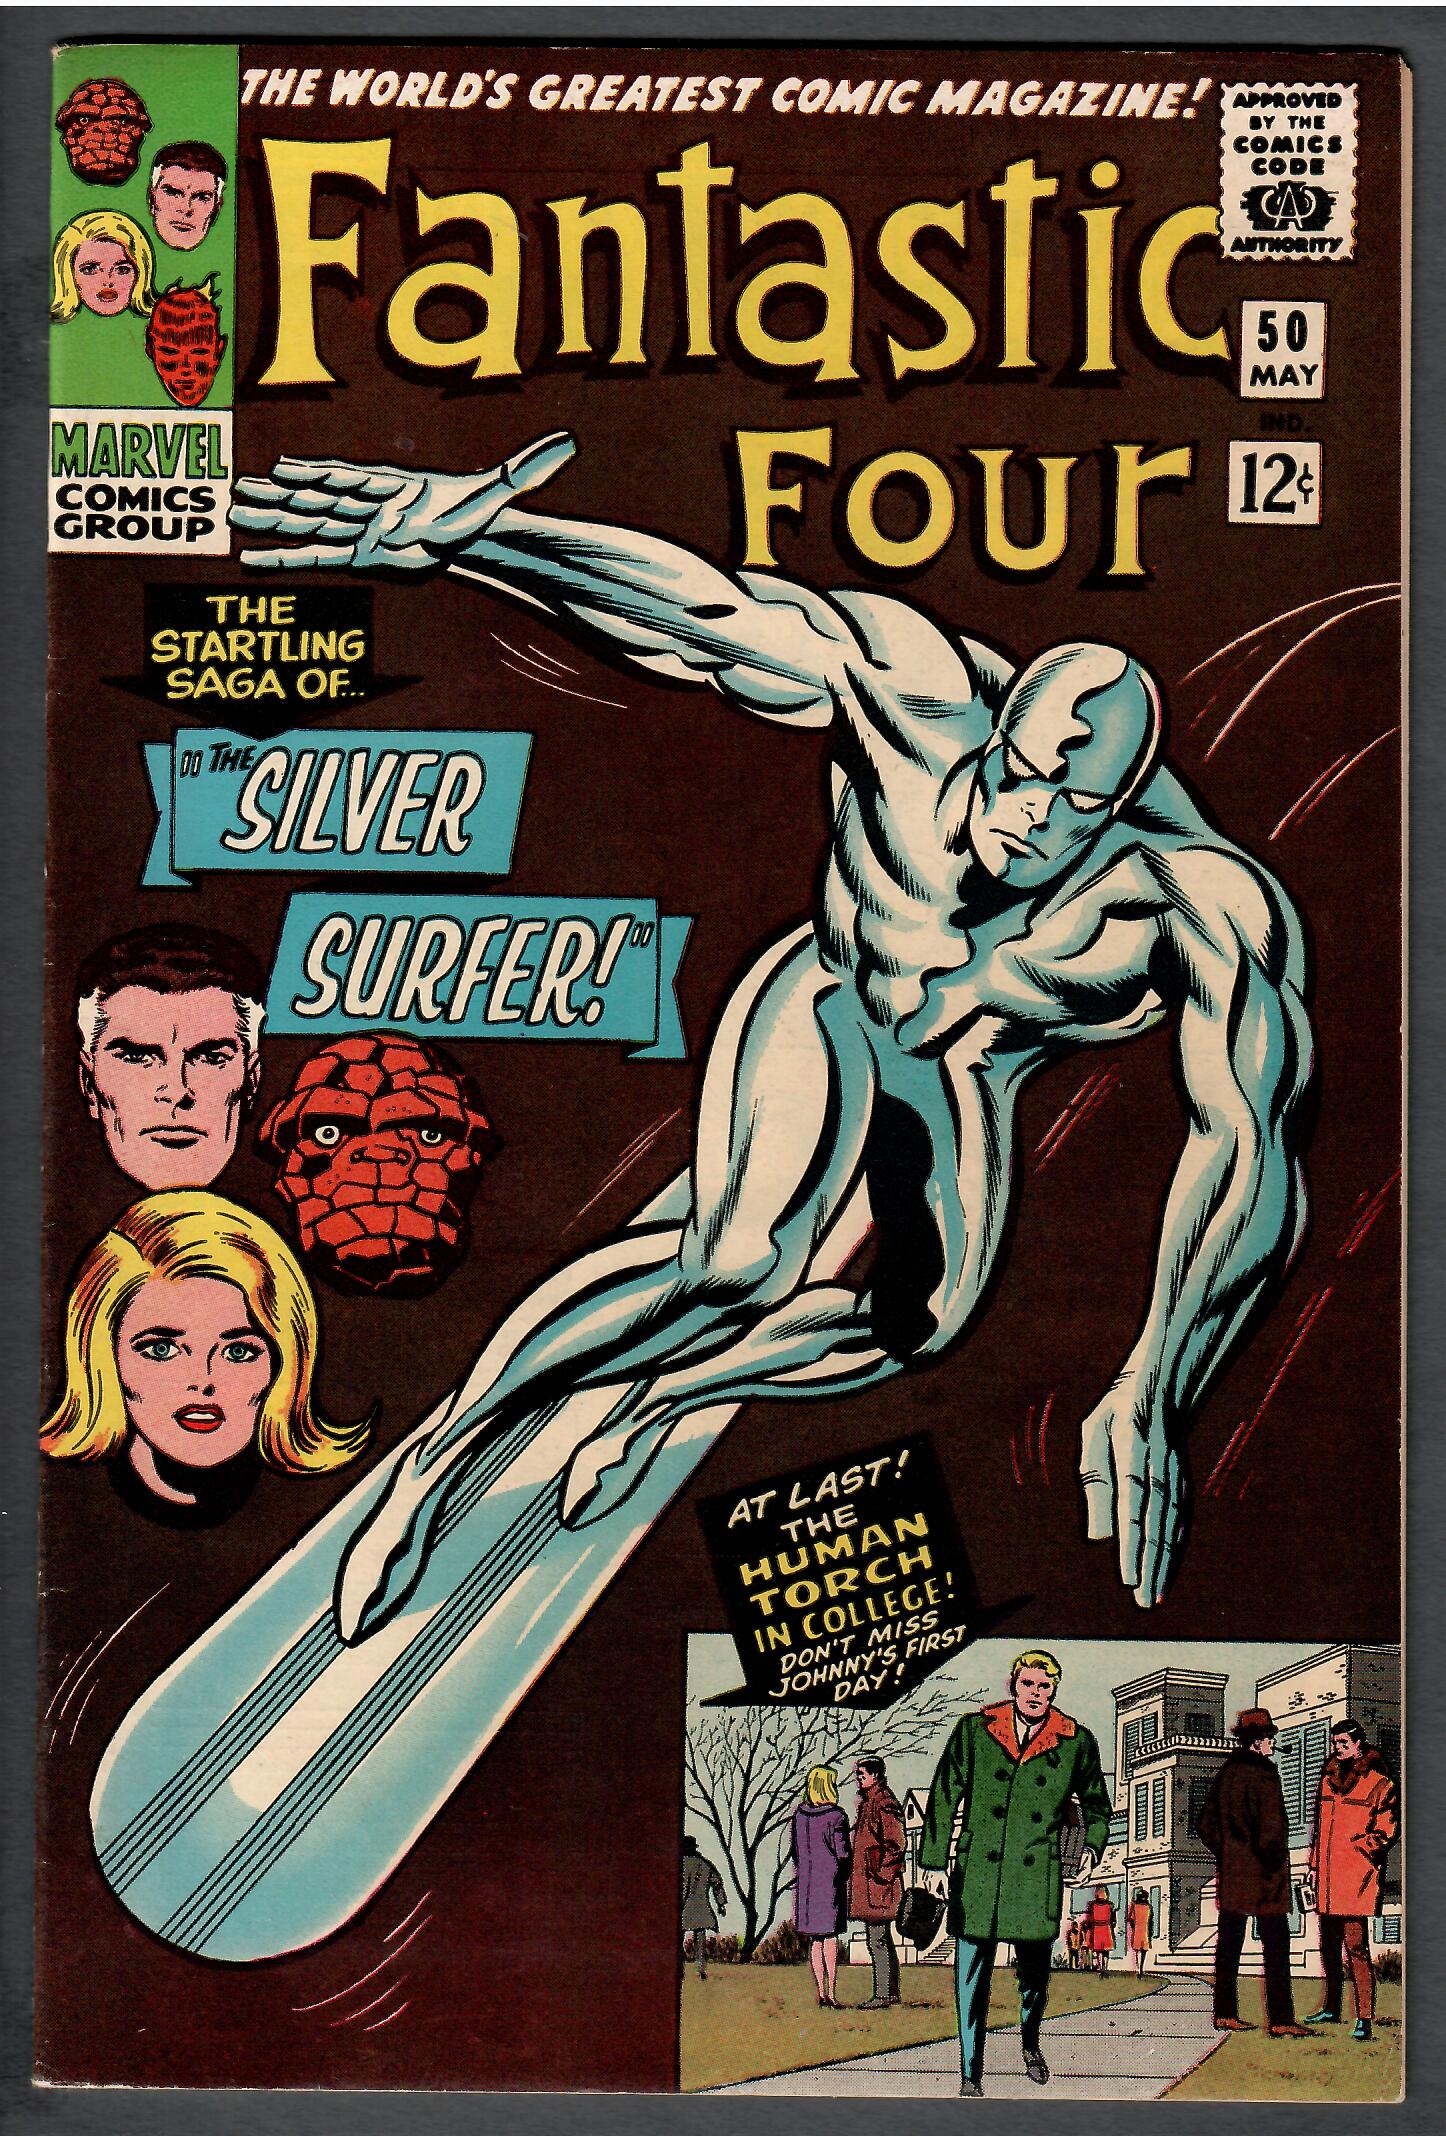 THE WORLD'S GREATEST COMIC MAGAZINE!
Fantastic
Four
APPROVED
BY THE
COMICS
CODE
CA
AUTHORITY
50
MAY
IND.
12¢
MARVEL
COMICS
GROUP
THE
STARTLING
SAGA OF...
"THE SILVER
SURFER!"
AT LAST!
THE
HUMAN
TORCH
IN COLLEGE!
DON'T MISS
JOHNNY'S FIRST
DAY!